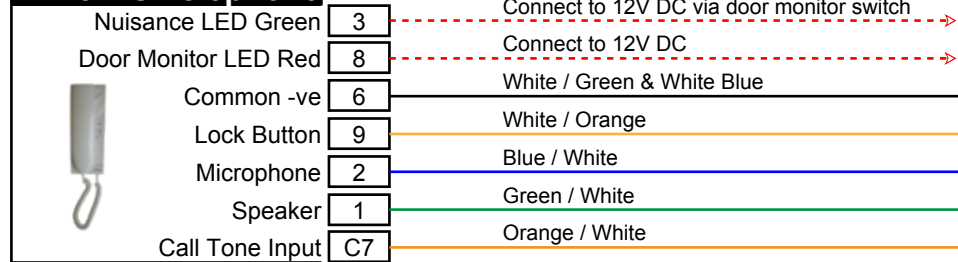 Nuisance LED Green 3 Connect to 12V DC via door monitor switch
Door Monitor LED Red 8 Connect to 12V DC
Common -ve 6 White / Green & White Blue
Lock Button 9 White / Orange
Microphone 2 Blue / White
Speaker 1 Green / White
Call Tone Input C7 Orange / White